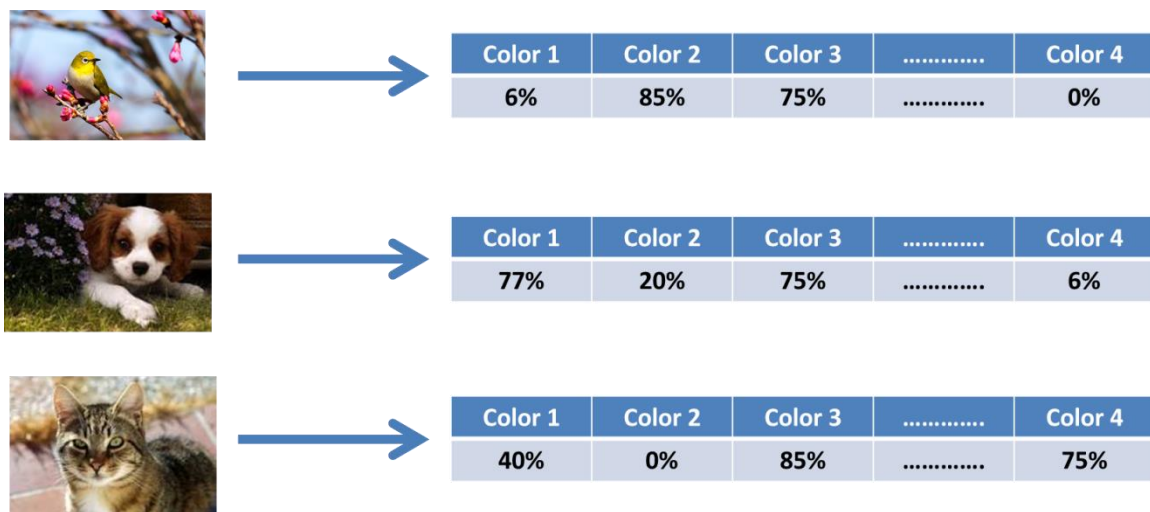 Color 1 Color 2 Color 3 .............. Color 4
6% 85% 75% .............. 0%
Color 1 Color 2 Color 3 .............. Color 4
77% 20% 75% .............. 6%
Color 1 Color 2 Color 3 .............. Color 4
40% 0% 85% .............. 75%